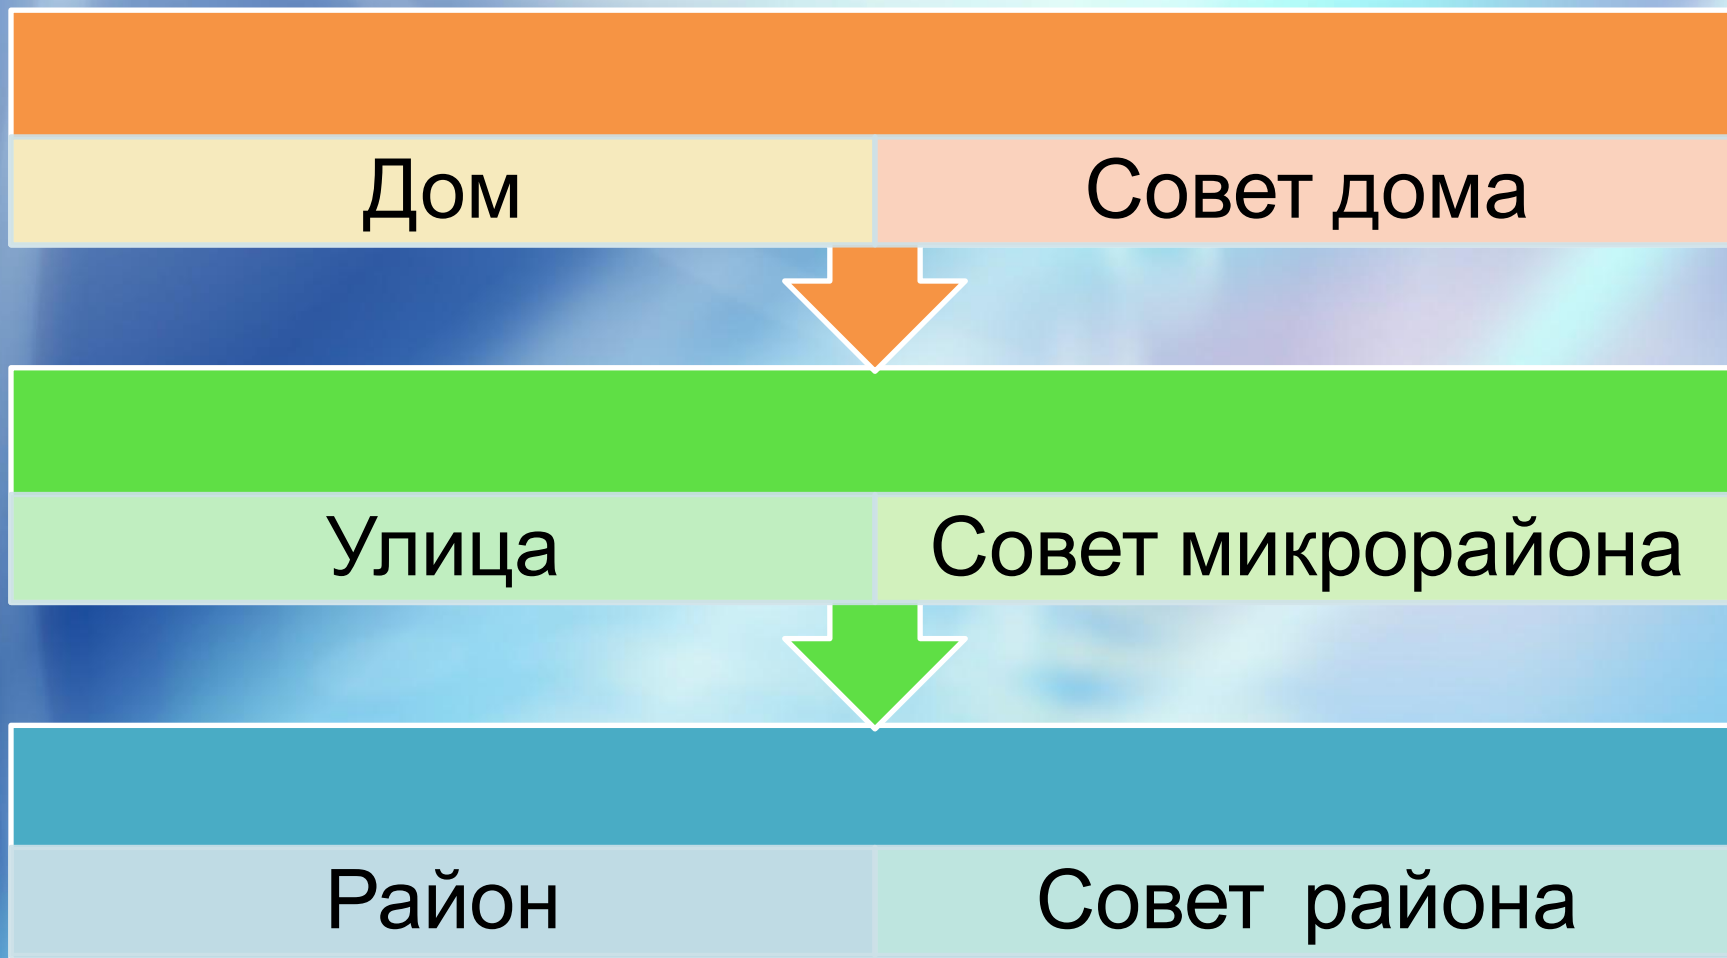 Дом
Совет дома
Улица
Совет микрорайона
Район
Совет  района